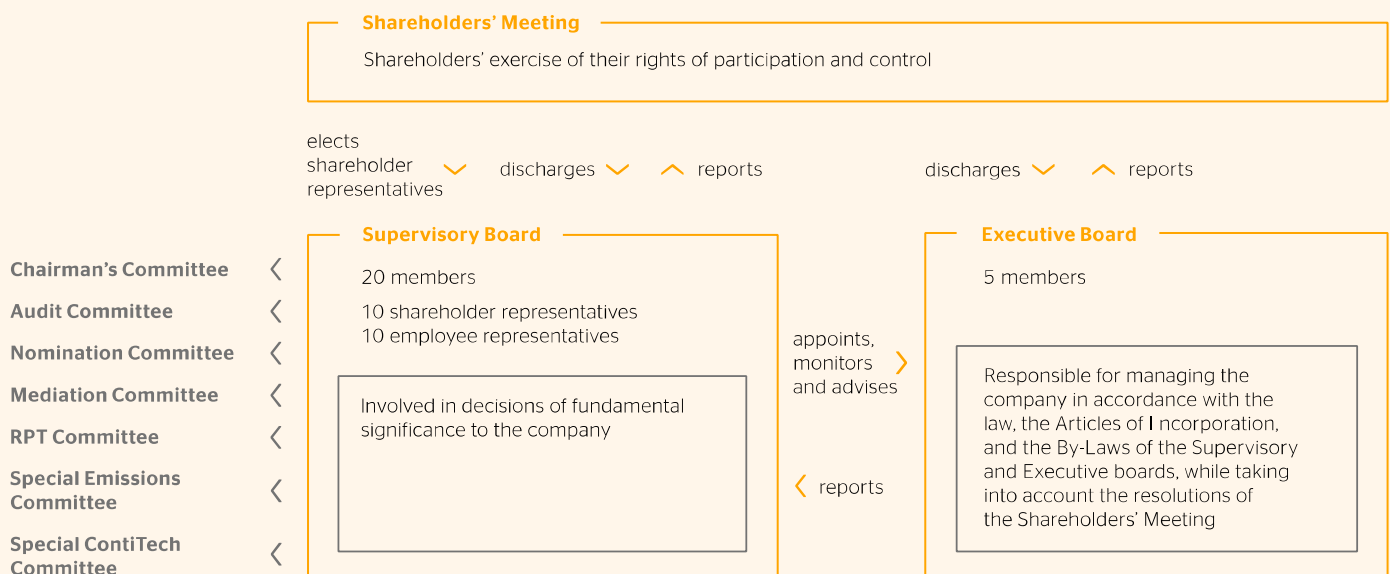 Shareholders’ Meeting
Shareholders’ exercise of their rights of participation and control
elects
shareholder
representatives
discharges
reports
discharges
reports
Chairman’s Committee
Audit Committee
Nomination Committee
Mediation Committee
RPT Committee
Special Emissions
Committee
Special ContiTech
Committee
Supervisory Board
20 members
10 shareholder representatives
10 employee representatives
Involved in decisions of fundamental
significance to the company
appoints,
monitors
and advises
reports
Executive Board
5 members
Responsible for managing the
company in accordance with the
law, the Articles of I ncorporation,
and the By-Laws of the Supervisory
and Executive boards, while taking
into account the resolutions of
the Shareholders’ Meeting